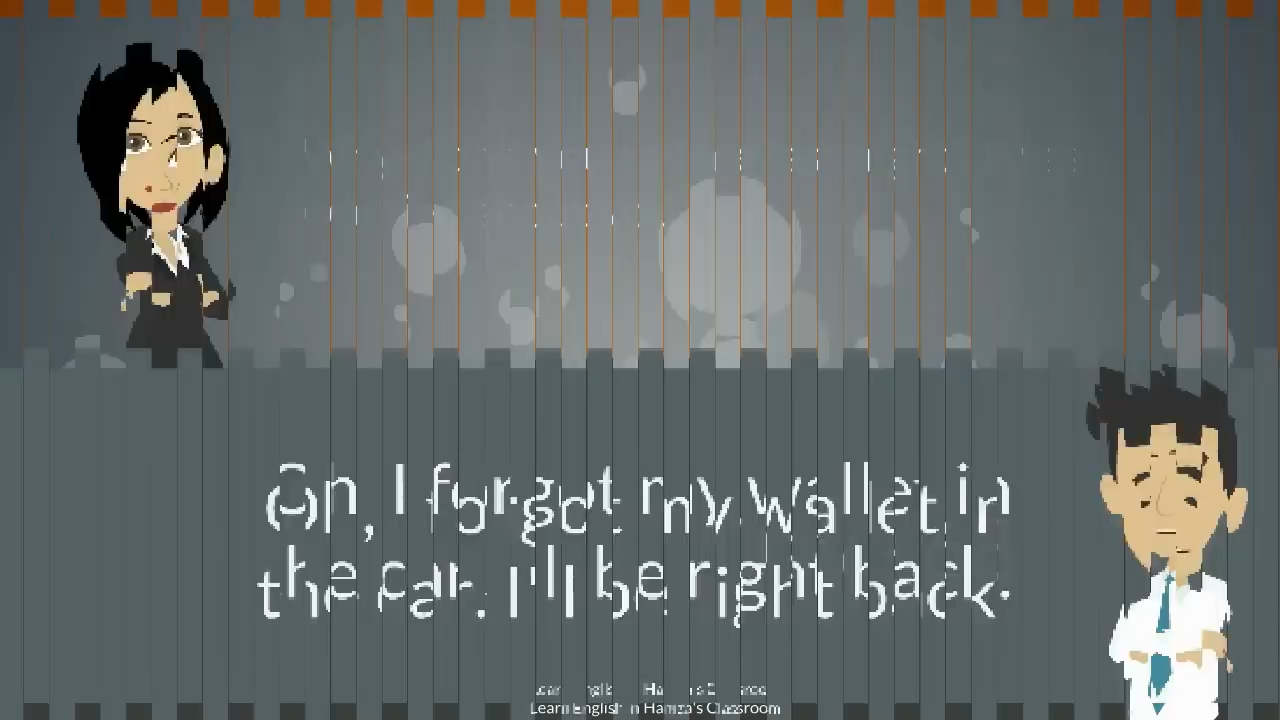 Oh, I forgot my wallet in
the car. I'll be right back.
Learn English in Hamza's Classroom